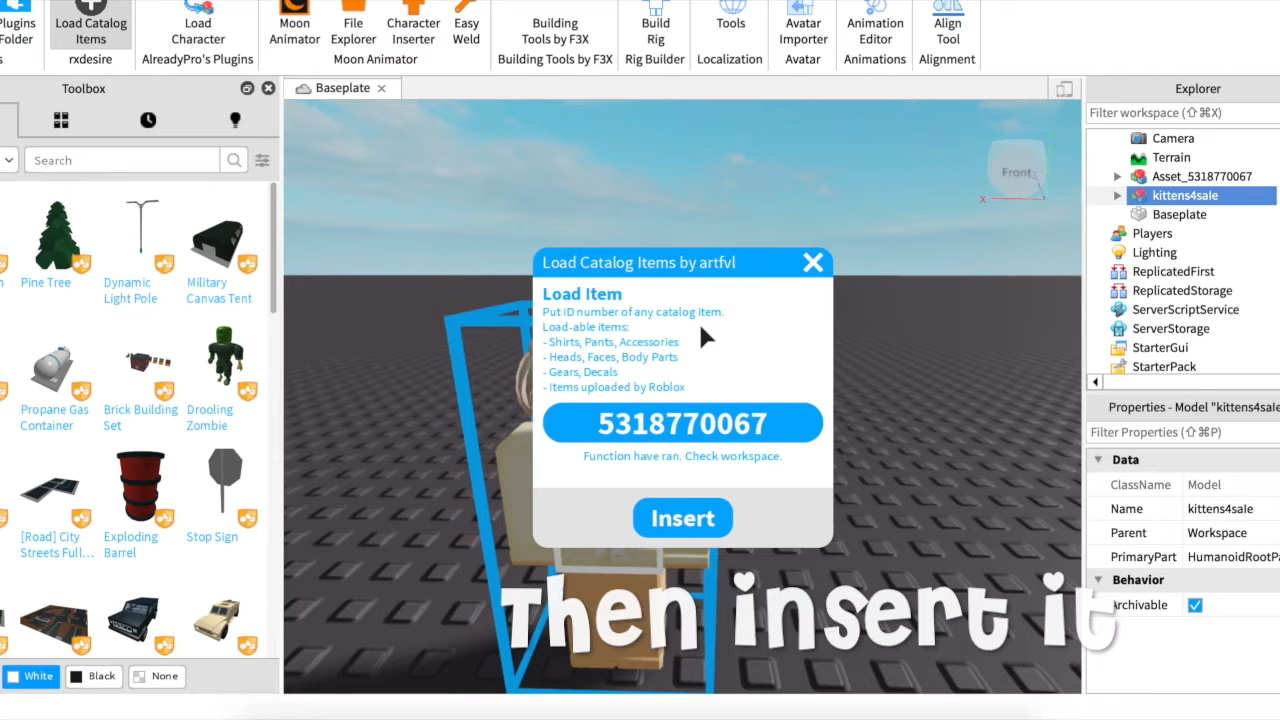 Plugins
Folder
s
Load Catalog
Items
rxdesire
Load
Character
AlreadyPro's Plugins
Moon
Animator
File
Explorer
Character
Inserter
Easy
Weld
Moon Animator
Building
Tools by F3X
Building Tools by F3X
Build
Rig
Rig Builder
Tools
Localization
Avatar
Importer
Avatar
Animation
Editor
Animations
Align
Tool
Alignment
Toolbox
Baseplate
Explorer
Filter workspace (⇧⌘X)
Search
Pine Tree
Dynamic
Light Pole
Military
Canvas Tent
Propane Gas
Container
Brick Building
Set
Drooling
Zombie
[Road] City
Streets Full...
Exploding
Barrel
Stop Sign
White
Black
None
Front
X
Load Catalog Items by artfvl
Load Item
Put ID number of any catalog item.
Load-able items:
- Shirts, Pants, Accessories
- Heads, Faces, Body Parts
- Gears, Decals
- Items uploaded by Roblox
5318770067
Function have ran. Check workspace.
Insert
Then insert it
Camera
Terrain
Asset_5318770067
kittens4sale
Baseplate
Players
Lighting
ReplicatedFirst
ReplicatedStorage
ServerScriptService
ServerStorage
StarterGui
StarterPack
Properties - Model "kittens4sale
Filter Properties (⇧⌘P)
Data
ClassName Model
Name kittens4sale
Parent Workspace
PrimaryPart HumanoidRootPa
Behavior
Archivable